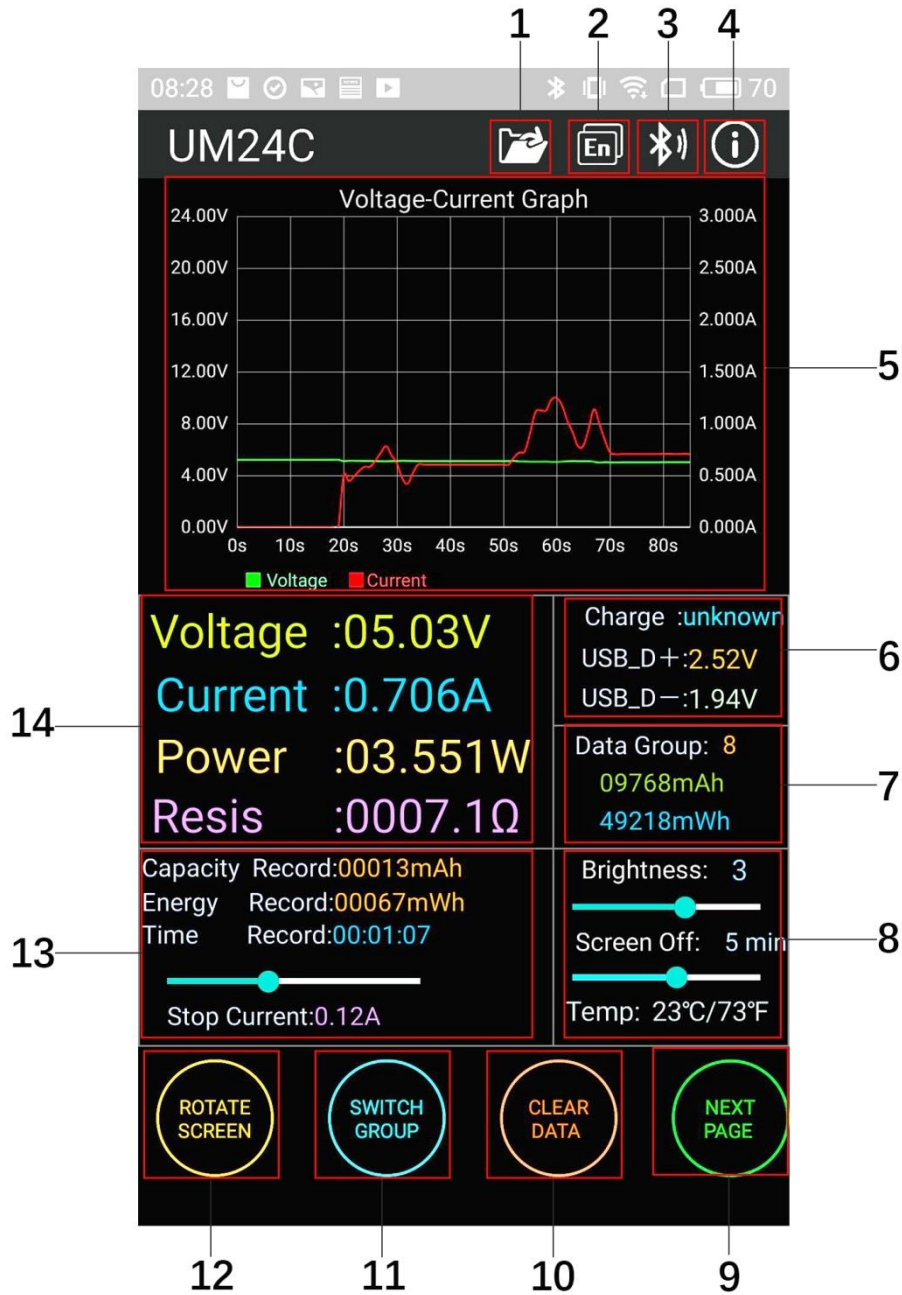 1 2 3 4
08:28 70
UM24C En
Voltage-Current Graph
24.00V 3.000A
20.00V 2.500A
16.00V 2.000A
12.00V 1.500A
5
8.00V 1.000A
4.00V 0.500A
0.00V 0.000A
0s 10s 20s 30s 40s 50s 60s 70s 80s
Voltage Current
Voltage :05.03V
Current :0.706A
Power :03.551W
Resis :0007.1Ω
14
Charge :unknown
USB_D+:2.52V
USB_D−:1.94V
6
Data Group: 8
09768mAh
49218mWh
7
Capacity Record:00013mAh
Energy Record:00067mWh
Time Record:00:01:07
Stop Current:0.12A
13
Brightness: 3
Screen Off: 5 min
Temp: 23℃/73℉
8
ROTATE
SCREEN
SWITCH
GROUP
CLEAR
DATA
NEXT
PAGE
12 11 10 9